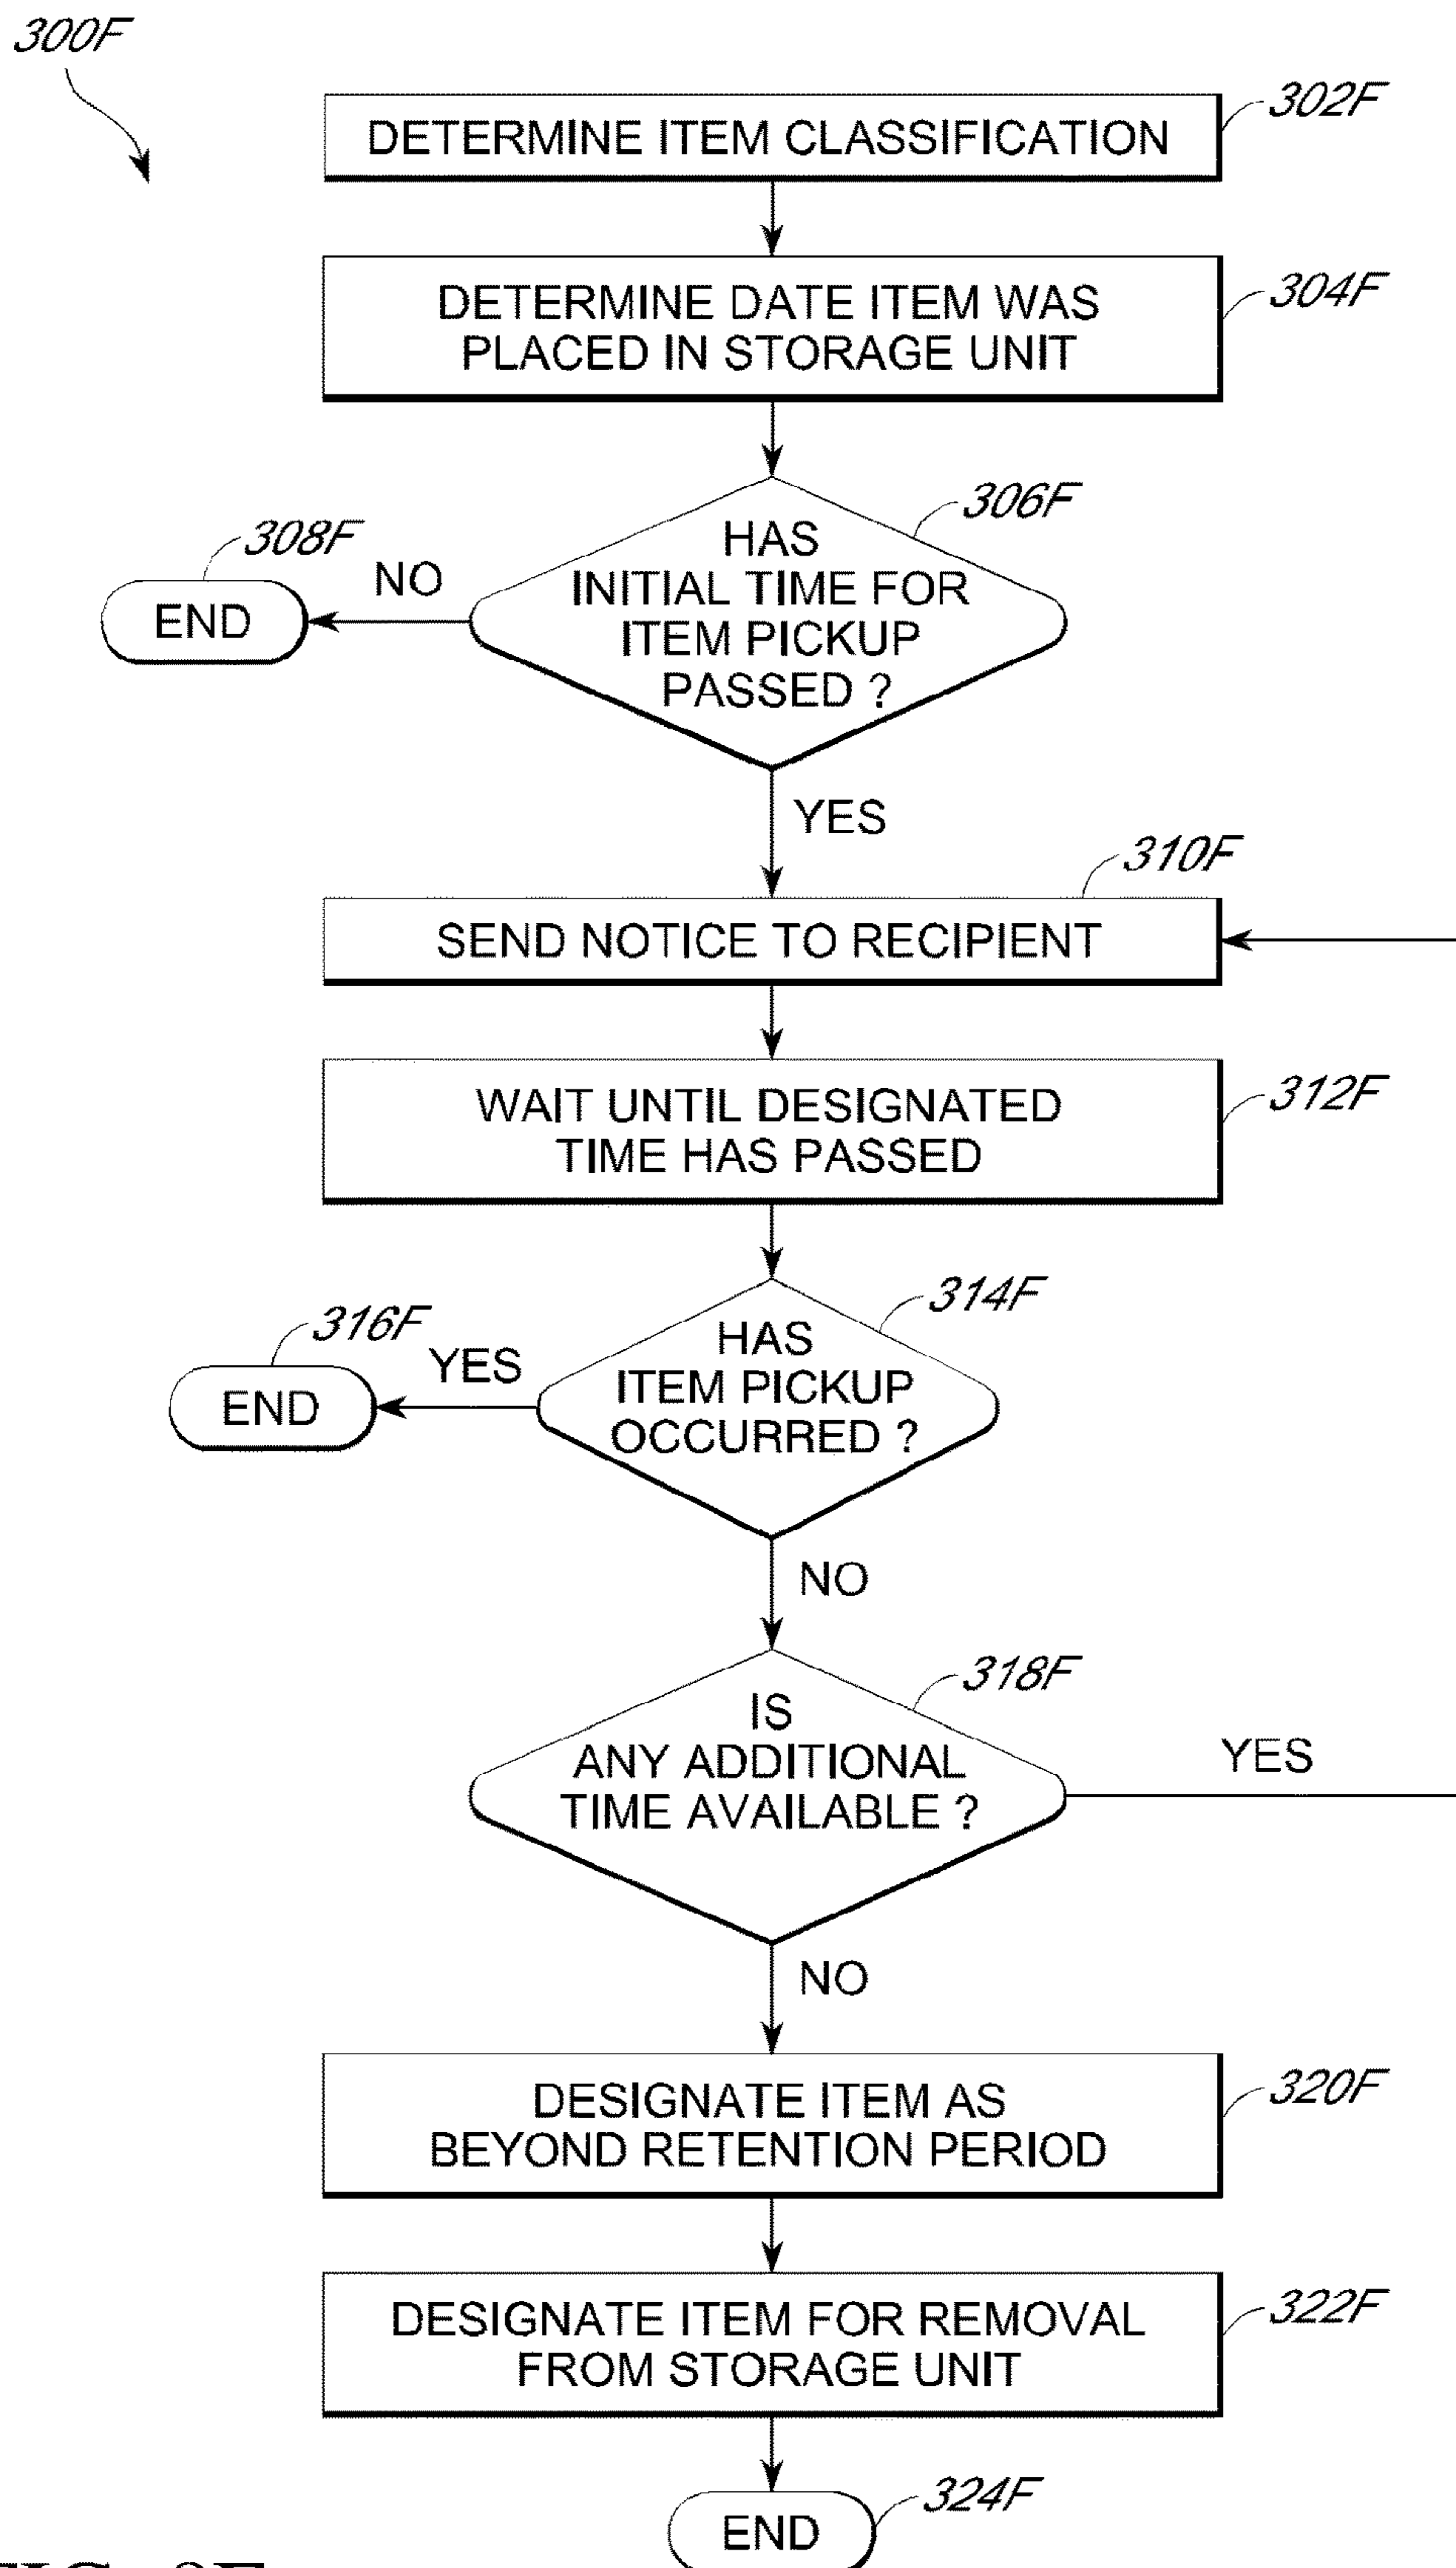 300F
302F
DETERMINE ITEM CLASSIFICATION
304F
DETERMINE DATE ITEM WAS
PLACED IN STORAGE UNIT
306F
HAS
INITIAL TIME FOR
ITEM PICKUP
PASSED ?
308F
NO
END
YES
310F
SEND NOTICE TO RECIPIENT
312F
WAIT UNTIL DESIGNATED
TIME HAS PASSED
314F
HAS
ITEM PICKUP
OCCURRED ?
316F
YES
END
NO
318F
IS
ANY ADDITIONAL
TIME AVAILABLE ?
YES
NO
320F
DESIGNATE ITEM AS
BEYOND RETENTION PERIOD
322F
DESIGNATE ITEM FOR REMOVAL
FROM STORAGE UNIT
324F
END